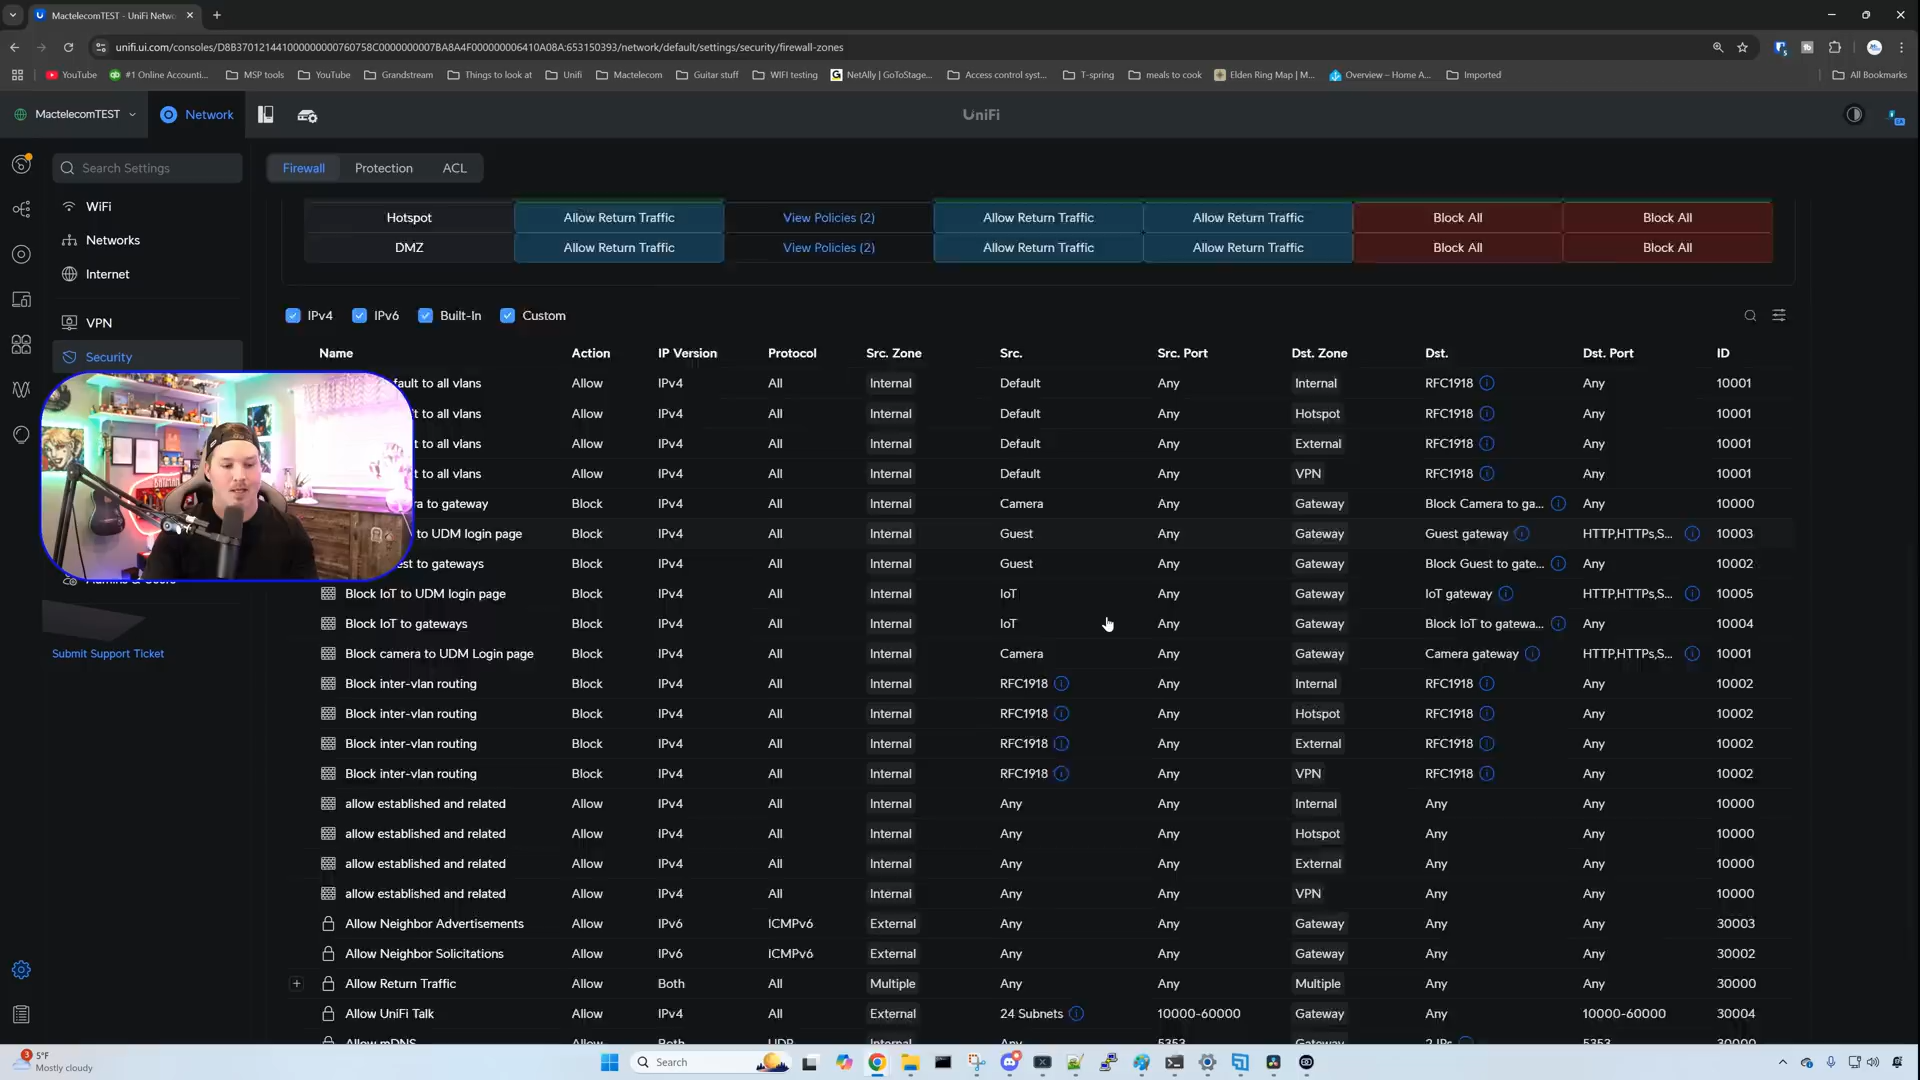 MactelecomTEST - UniFi Netwo
unifi.ui.com/consoles/D8B3701214410000000000760758C0000000007BA8A4F000000006410A08A:653150393/network/default/settings/security/firewall-zones
YouTube #1 Online Accounti... MSP tools YouTube Grandstream Things to look at Unifi Mactelecom Guitar stuff WIFI testing NetAlly | GoToStage... Access control syst... T-spring meals to cook Elden Ring Map | M... Overview – Home A... Imported All Bookmarks
MactelecomTEST Network UniFi
Search Settings Firewall Protection ACL
WiFi
Networks
Internet
VPN
Security
Submit Support Ticket
Hotspot Allow Return Traffic View Policies (2) Allow Return Traffic Allow Return Traffic Block All Block All
DMZ Allow Return Traffic View Policies (2) Allow Return Traffic Allow Return Traffic Block All Block All
IPv4 IPv6 Built-In Custom
Name Action IP Version Protocol Src. Zone Src. Src. Port Dst. Zone Dst. Dst. Port ID
fault to all vlans Allow IPv4 All Internal Default Any Internal RFC1918 Any 10001
t to all vlans Allow IPv4 All Internal Default Any Hotspot RFC1918 Any 10001
t to all vlans Allow IPv4 All Internal Default Any External RFC1918 Any 10001
t to all vlans Allow IPv4 All Internal Default Any VPN RFC1918 Any 10001
ra to gateway Block IPv4 All Internal Camera Any Gateway Block Camera to ga... Any 10000
to UDM login page Block IPv4 All Internal Guest Any Gateway Guest gateway HTTP,HTTPs,S... 10003
est to gateways Block IPv4 All Internal Guest Any Gateway Block Guest to gate... Any 10002
Block IoT to UDM login page Block IPv4 All Internal IoT Any Gateway IoT gateway HTTP,HTTPs,S... 10005
Block IoT to gateways Block IPv4 All Internal IoT Any Gateway Block IoT to gatewa... Any 10004
Block camera to UDM Login page Block IPv4 All Internal Camera Any Gateway Camera gateway HTTP,HTTPs,S... 10001
Block inter-vlan routing Block IPv4 All Internal RFC1918 Any Internal RFC1918 Any 10002
Block inter-vlan routing Block IPv4 All Internal RFC1918 Any Hotspot RFC1918 Any 10002
Block inter-vlan routing Block IPv4 All Internal RFC1918 Any External RFC1918 Any 10002
Block inter-vlan routing Block IPv4 All Internal RFC1918 Any VPN RFC1918 Any 10002
allow established and related Allow IPv4 All Internal Any Any Internal Any Any 10000
allow established and related Allow IPv4 All Internal Any Any Hotspot Any Any 10000
allow established and related Allow IPv4 All Internal Any Any External Any Any 10000
allow established and related Allow IPv4 All Internal Any Any VPN Any Any 10000
Allow Neighbor Advertisements Allow IPv6 ICMPv6 External Any Any Gateway Any Any 30003
Allow Neighbor Solicitations Allow IPv6 ICMPv6 External Any Any Gateway Any Any 30002
Allow Return Traffic Allow Both All Multiple Any Any Multiple Any Any 30000
Allow UniFi Talk Allow IPv4 All External 24 Subnets 10000-60000 Gateway Any 10000-60000 30004
Allow mDNS Allow Both UDP 5353 Gateway 2 IPs 5353 30000
5°F
Mostly cloudy
Search